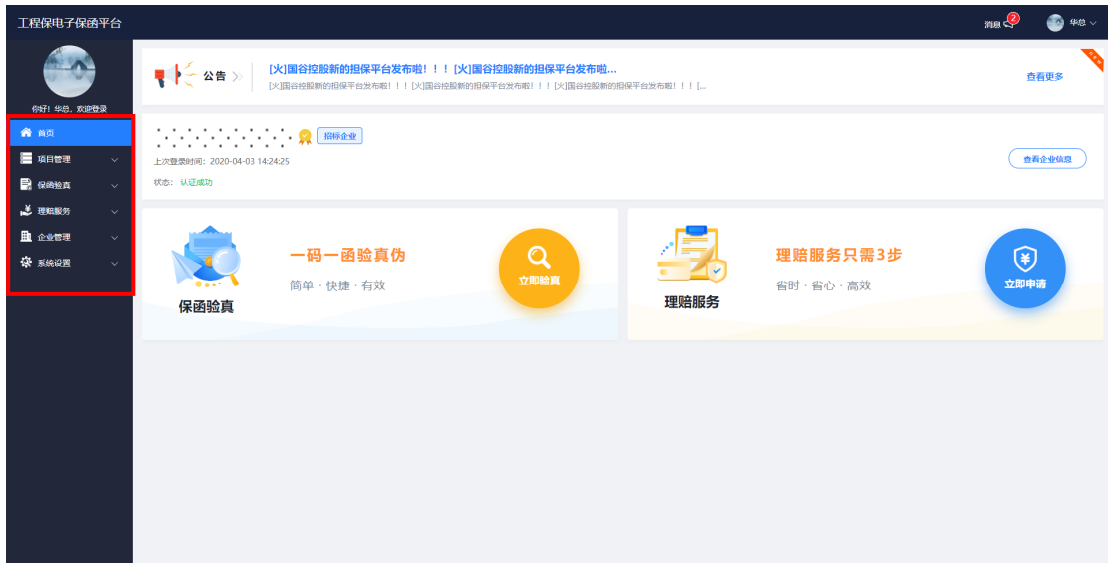 工程保电子保函平台
消息 2
华总
你好！华总，欢迎登录
首页
项目管理
保函验真
理赔服务
企业管理
系统设置
公告
[火]国谷控股新的担保平台发布啦！！！[火]国谷控股新的担保平台发布啦...
[火]国谷控股新的担保平台发布啦！！！[火]国谷控股新的担保平台发布啦！！！[火]国谷控股新的担保平台发布啦！！！[...
查看更多
NEW
招标企业
上次登录时间：2020-04-03 14:24:25
状态：认证成功
查看企业信息
一码一函验真伪
简单 · 快捷 · 有效
立即验真
保函验真
理赔服务只需3步
省时 · 省心 · 高效
立即申请
理赔服务